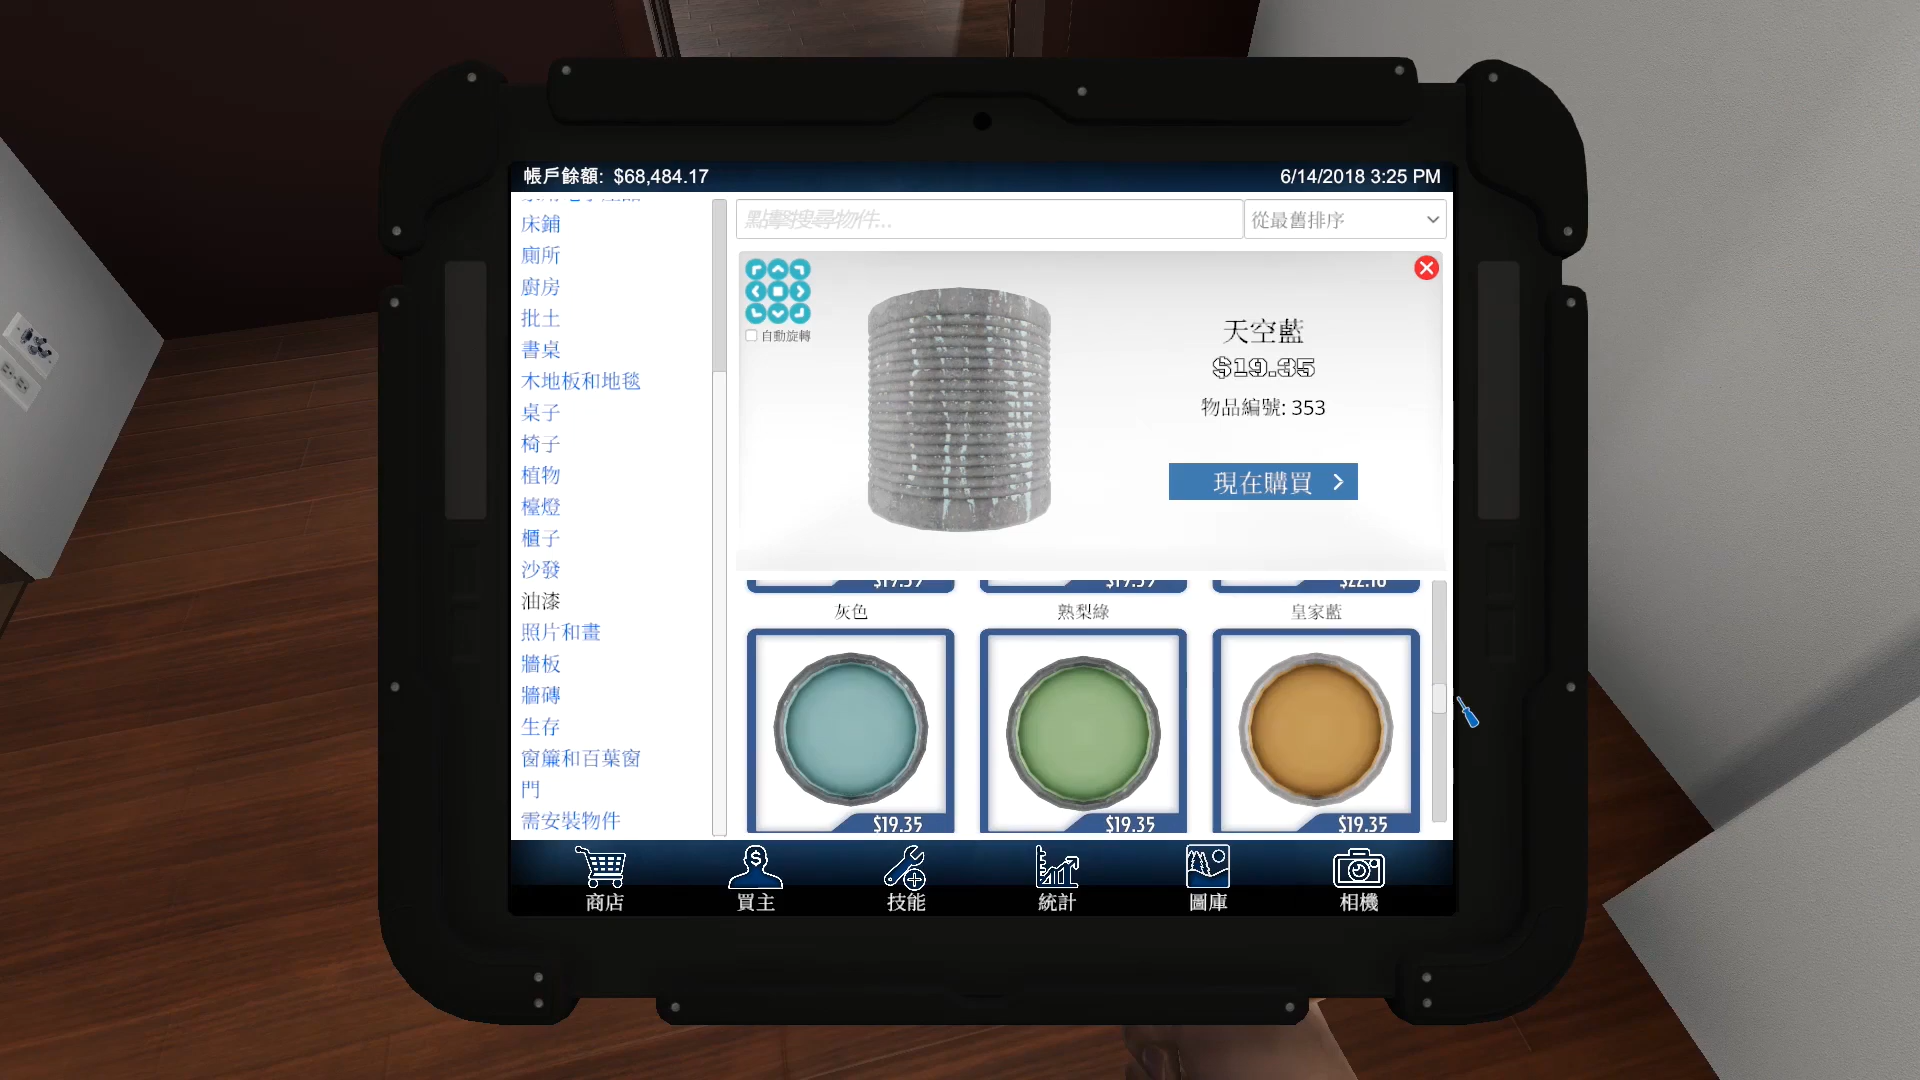 帳戶餘額: $68,484.17
6/14/2018 3:25 PM
床鋪
廁所
廚房
批土
書桌
木地板和地毯
桌子
椅子
植物
檯燈
櫃子
沙發
油漆
照片和畫
牆板
牆磚
生存
窗簾和百葉窗
門
需安裝物件
點擊搜尋物件...
從最舊排序
自動旋轉
天空藍
$19.35
物品編號: 353
現在購買
灰色
熟梨綠
皇家藍
$19.35
$19.35
$19.35
商店
買主
技能
統計
圖庫
相機